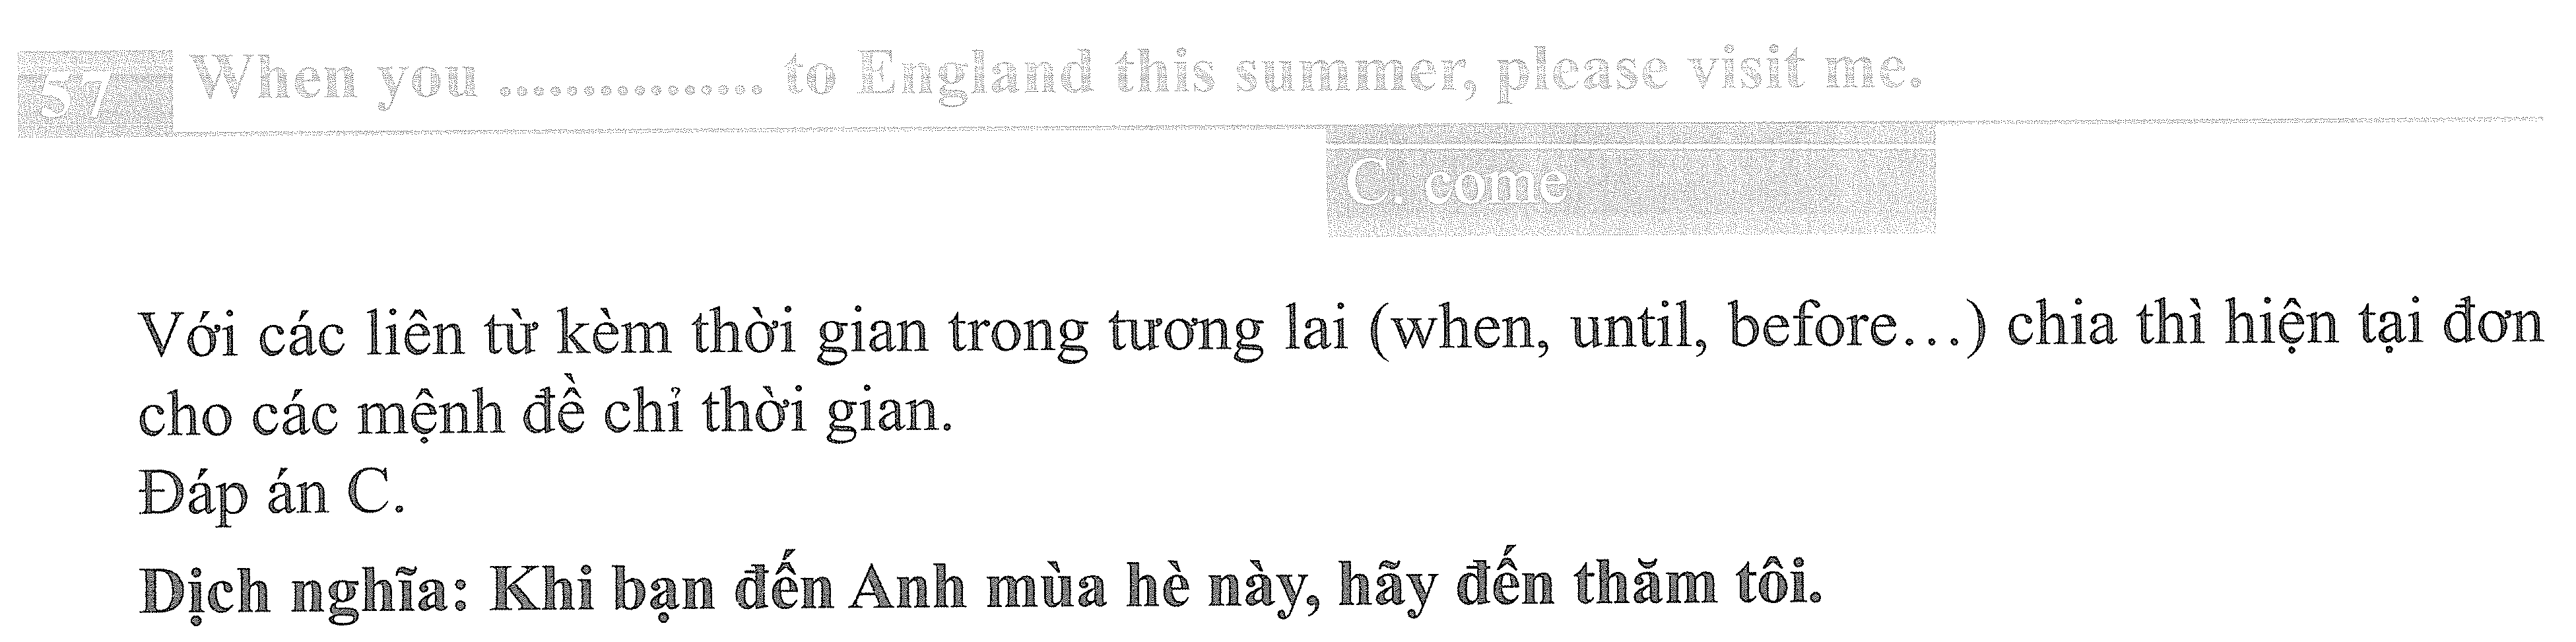 57 When you ................ to England this summer, please visit me.
C. come
Với các liên từ kèm thời gian trong tương lai (when, until, before…) chia thì hiện tại đơn
cho các mệnh đề chỉ thời gian.
Đáp án C.
Dịch nghĩa: Khi bạn đến Anh mùa hè này, hãy đến thăm tôi.